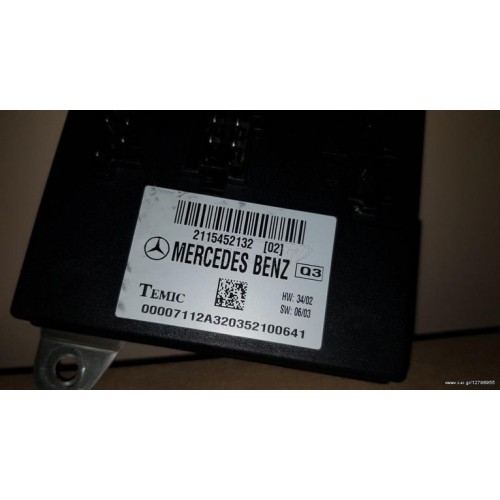 2115452132 [02]
MERCEDES BENZ Q3
TEMIC
HW: 34/02
SW: 06/03
00007112A320352100641